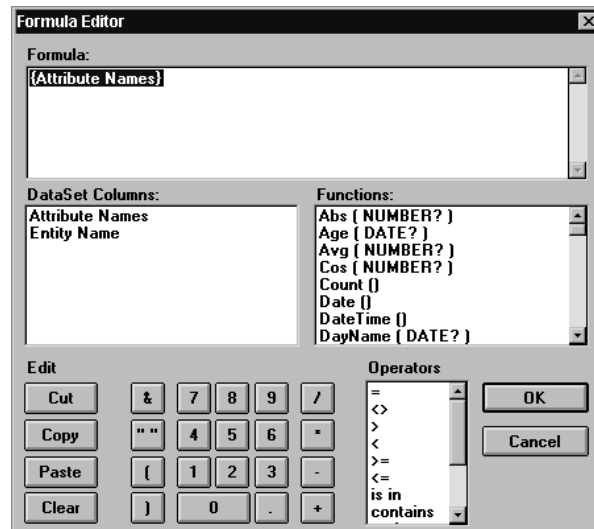 Formula Editor
Formula:
{Attribute Names}
DataSet Columns:
Attribute Names
Entity Name
Functions:
Abs ( NUMBER? )
Age ( DATE? )
Avg ( NUMBER? )
Cos ( NUMBER? )
Count ()
Date ()
DateTime ()
DayName ( DATE? )
Edit
Cut
Copy
Paste
Clear
& 7 8 9 /
" " 4 5 6 *
( 1 2 3 -
) 0 . +
Operators
=
<>
>
<
>=
<=
is in
contains
OK
Cancel